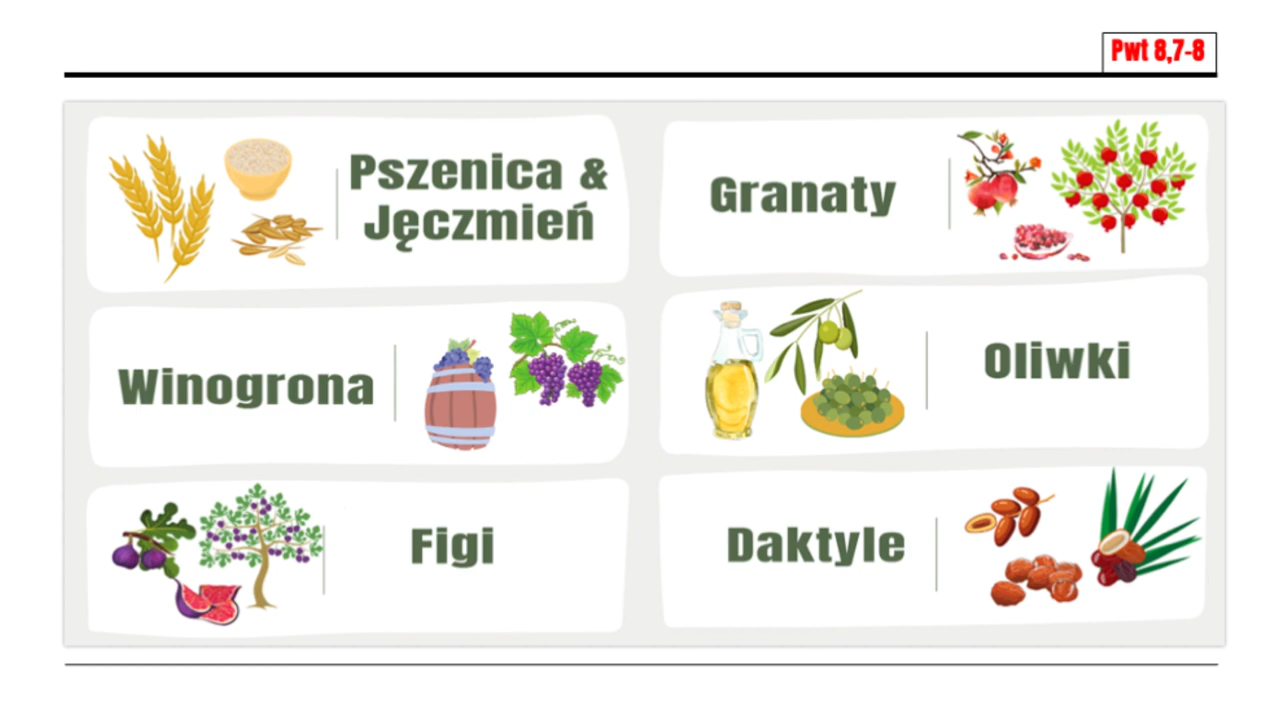 Pwt 8,7-8
Pszenica &
Jęczmień
Granaty
Winogrona
Oliwki
Figi
Daktyle